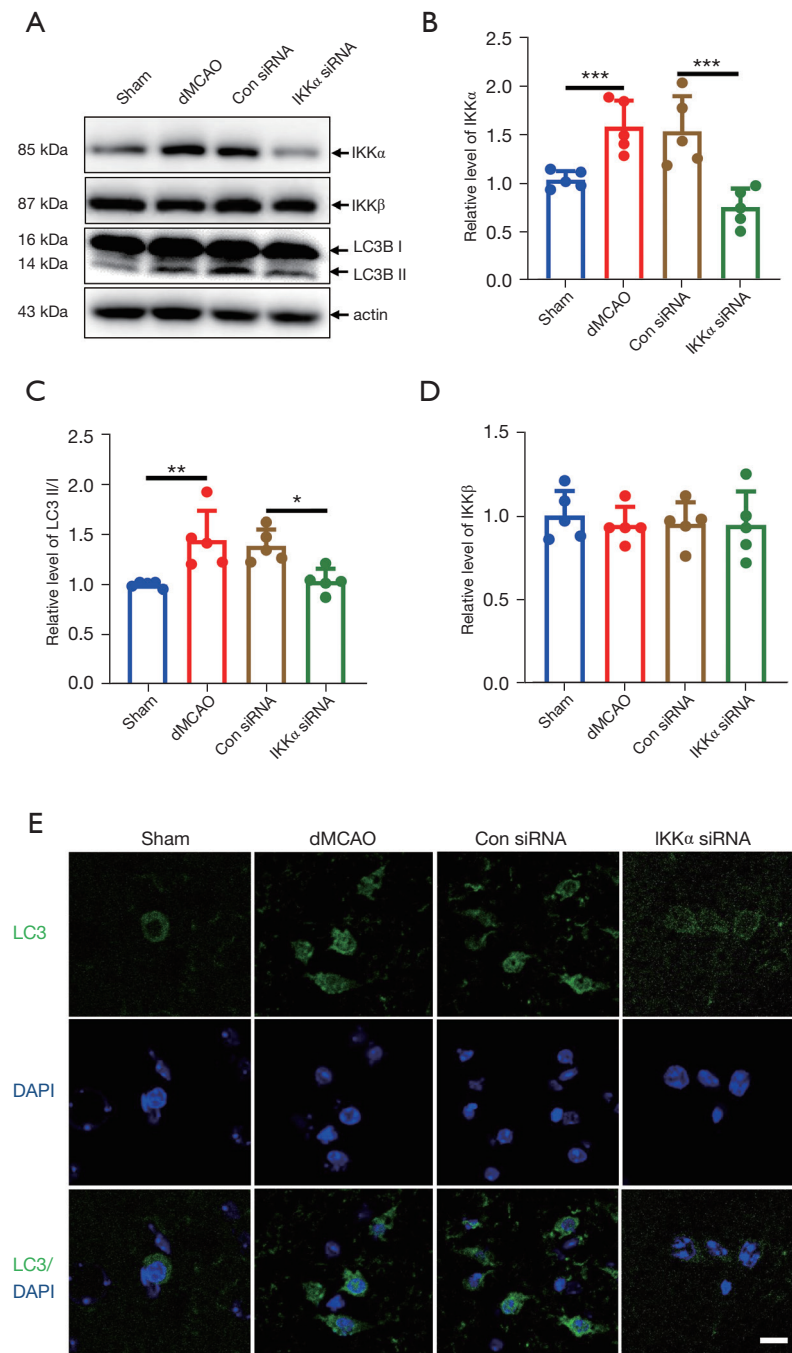 A
Sham
dMCAO
Con siRNA
IKKα siRNA
85 kDa
IKKα
87 kDa
IKKβ
16 kDa
LC3B I
14 kDa
LC3B II
43 kDa
actin
B
Relative level of IKKα
2.5
2.0
1.5
1.0
0.5
0.0
***
***
Sham
dMCAO
Con siRNA
IKKα siRNA
C
Relative level of LC3 II/I
2.5
2.0
1.5
1.0
0.5
0.0
**
*
Sham
dMCAO
Con siRNA
IKKα siRNA
D
Relative level of IKKβ
1.5
1.0
0.5
0.0
Sham
dMCAO
Con siRNA
IKKα siRNA
E
Sham
dMCAO
Con siRNA
IKKα siRNA
LC3
DAPI
LC3/
DAPI